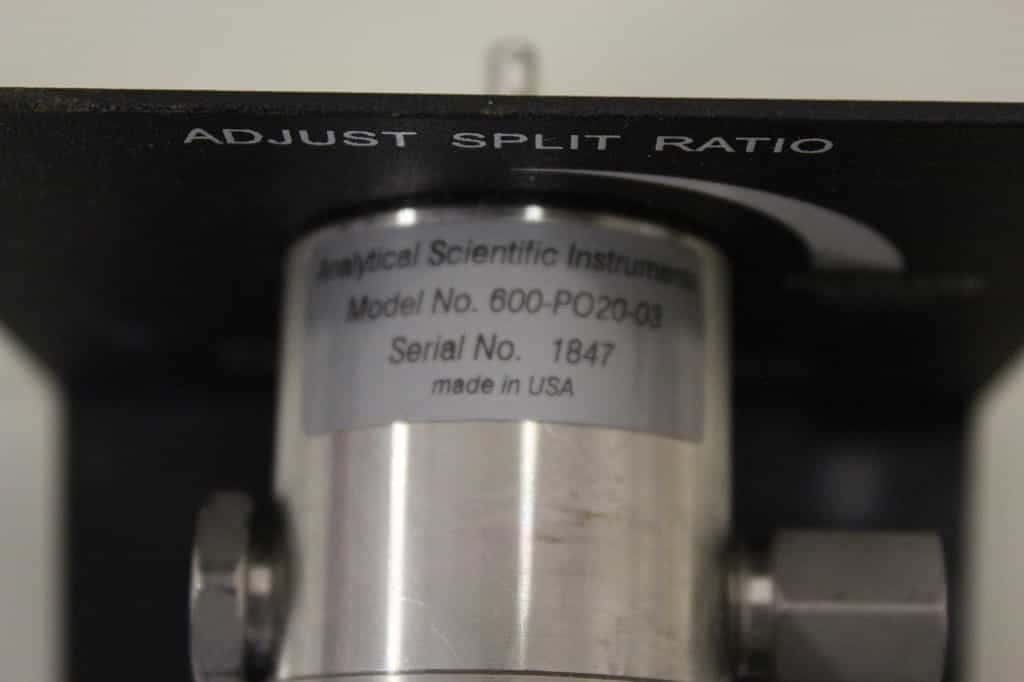 ADJUST SPLIT RATIO
Analytical Scientific Instruments
Model No. 600-PO20-03
Serial No. 1847
made in USA